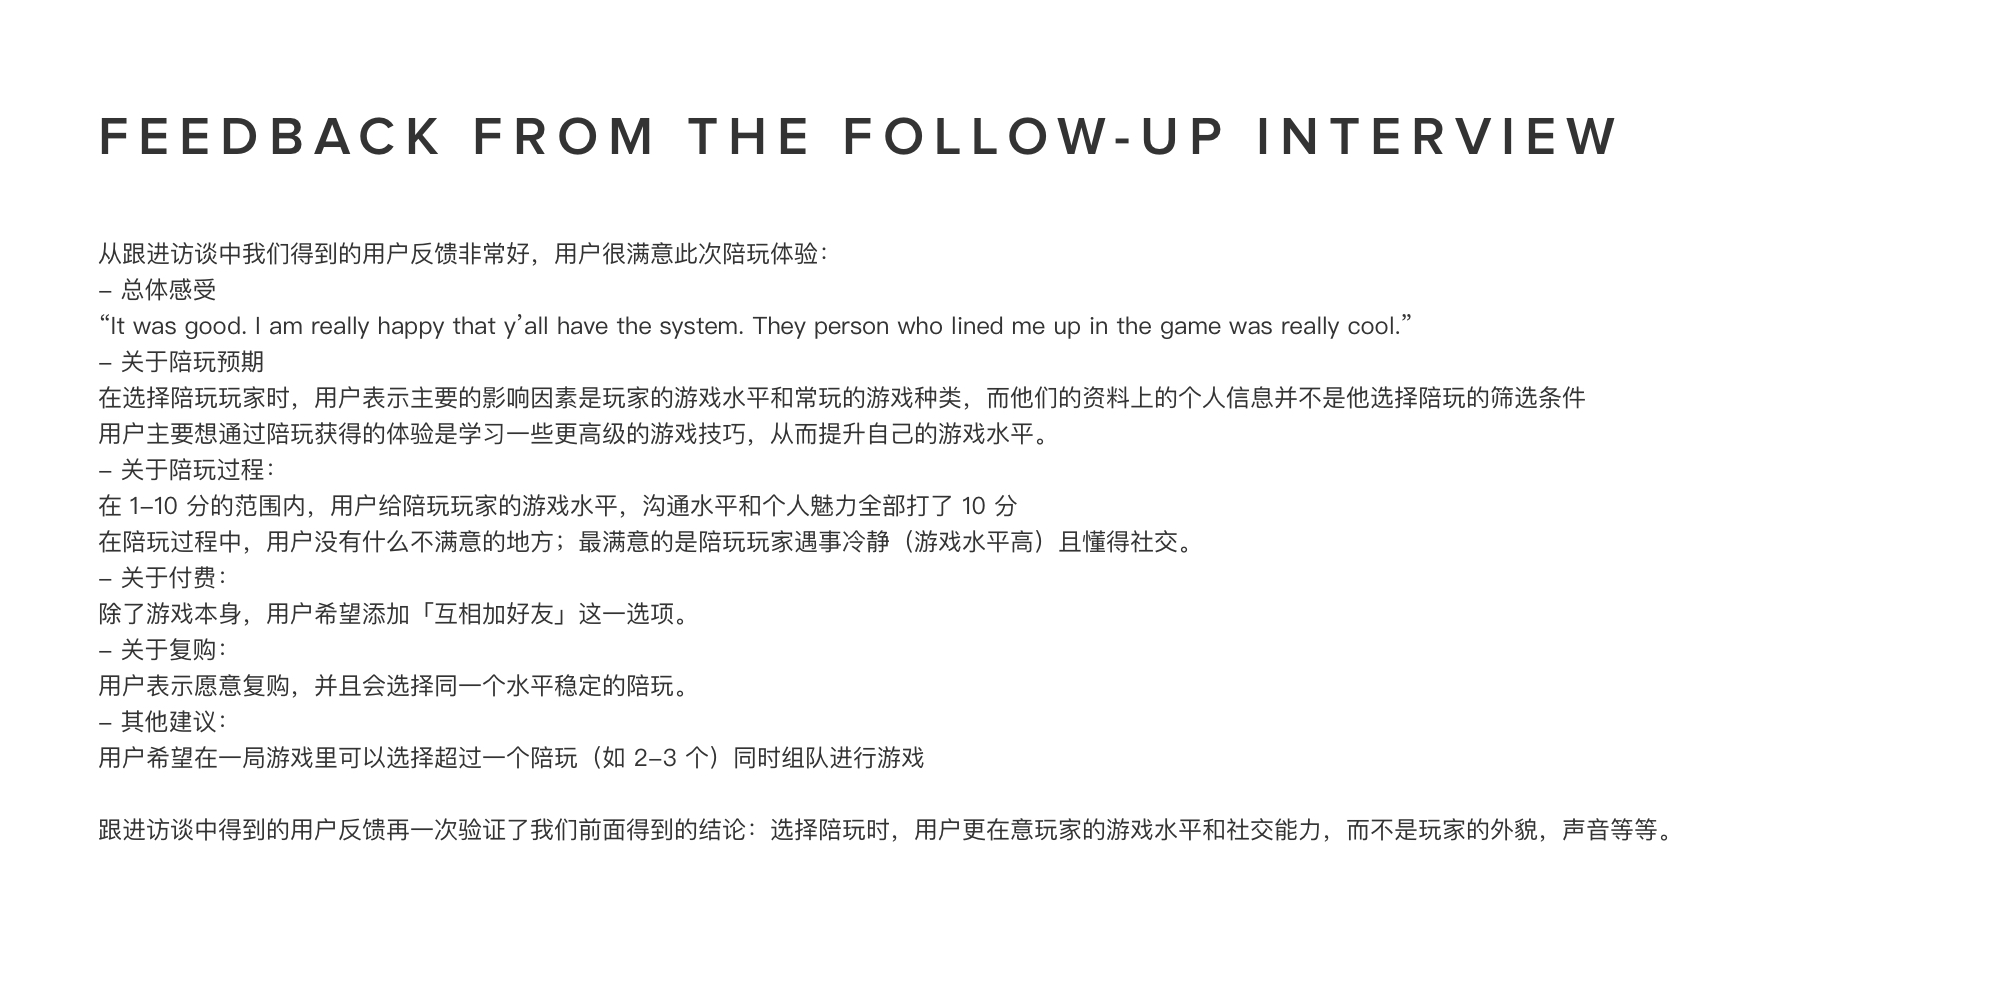 FEEDBACK FROM THE FOLLOW-UP INTERVIEW
从跟进访谈中我们得到的用户反馈非常好，用户很满意此次陪玩体验：
– 总体感受
“It was good. I am really happy that y’all have the system. They person who lined me up in the game was really cool.”
– 关于陪玩预期
在选择陪玩玩家时，用户表示主要的影响因素是玩家的游戏水平和常玩的游戏种类，而他们的资料上的个人信息并不是他选择陪玩的筛选条件
用户主要想通过陪玩获得的体验是学习一些更高级的游戏技巧，从而提升自己的游戏水平。
– 关于陪玩过程：
在 1–10 分的范围内，用户给陪玩玩家的游戏水平，沟通水平和个人魅力全部打了 10 分
在陪玩过程中，用户没有什么不满意的地方；最满意的是陪玩玩家遇事冷静（游戏水平高）且懂得社交。
– 关于付费：
除了游戏本身，用户希望添加「互相加好友」这一选项。
– 关于复购：
用户表示愿意复购，并且会选择同一个水平稳定的陪玩。
– 其他建议：
用户希望在一局游戏里可以选择超过一个陪玩（如 2–3 个）同时组队进行游戏
跟进访谈中得到的用户反馈再一次验证了我们前面得到的结论：选择陪玩时，用户更在意玩家的游戏水平和社交能力，而不是玩家的外貌，声音等等。